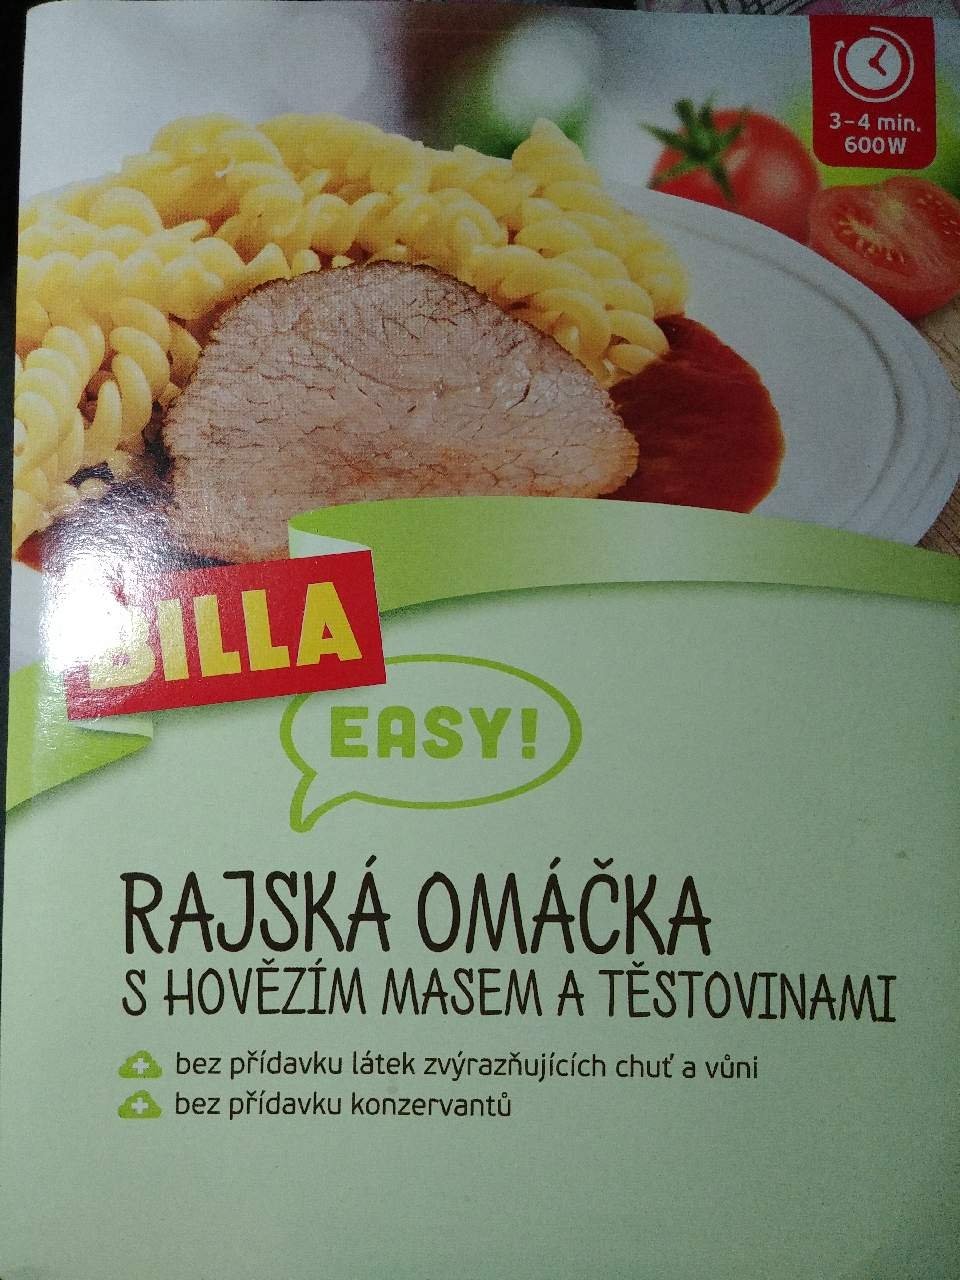 3-4 min.
600W
BILLA
EASY!
RAJSKÁ OMÁČKA
S HOVĚZÍM MASEM A TĚSTOVINAMI
bez přídavku látek zvýrazňujících chuť a vůni
bez přídavku konzervantů